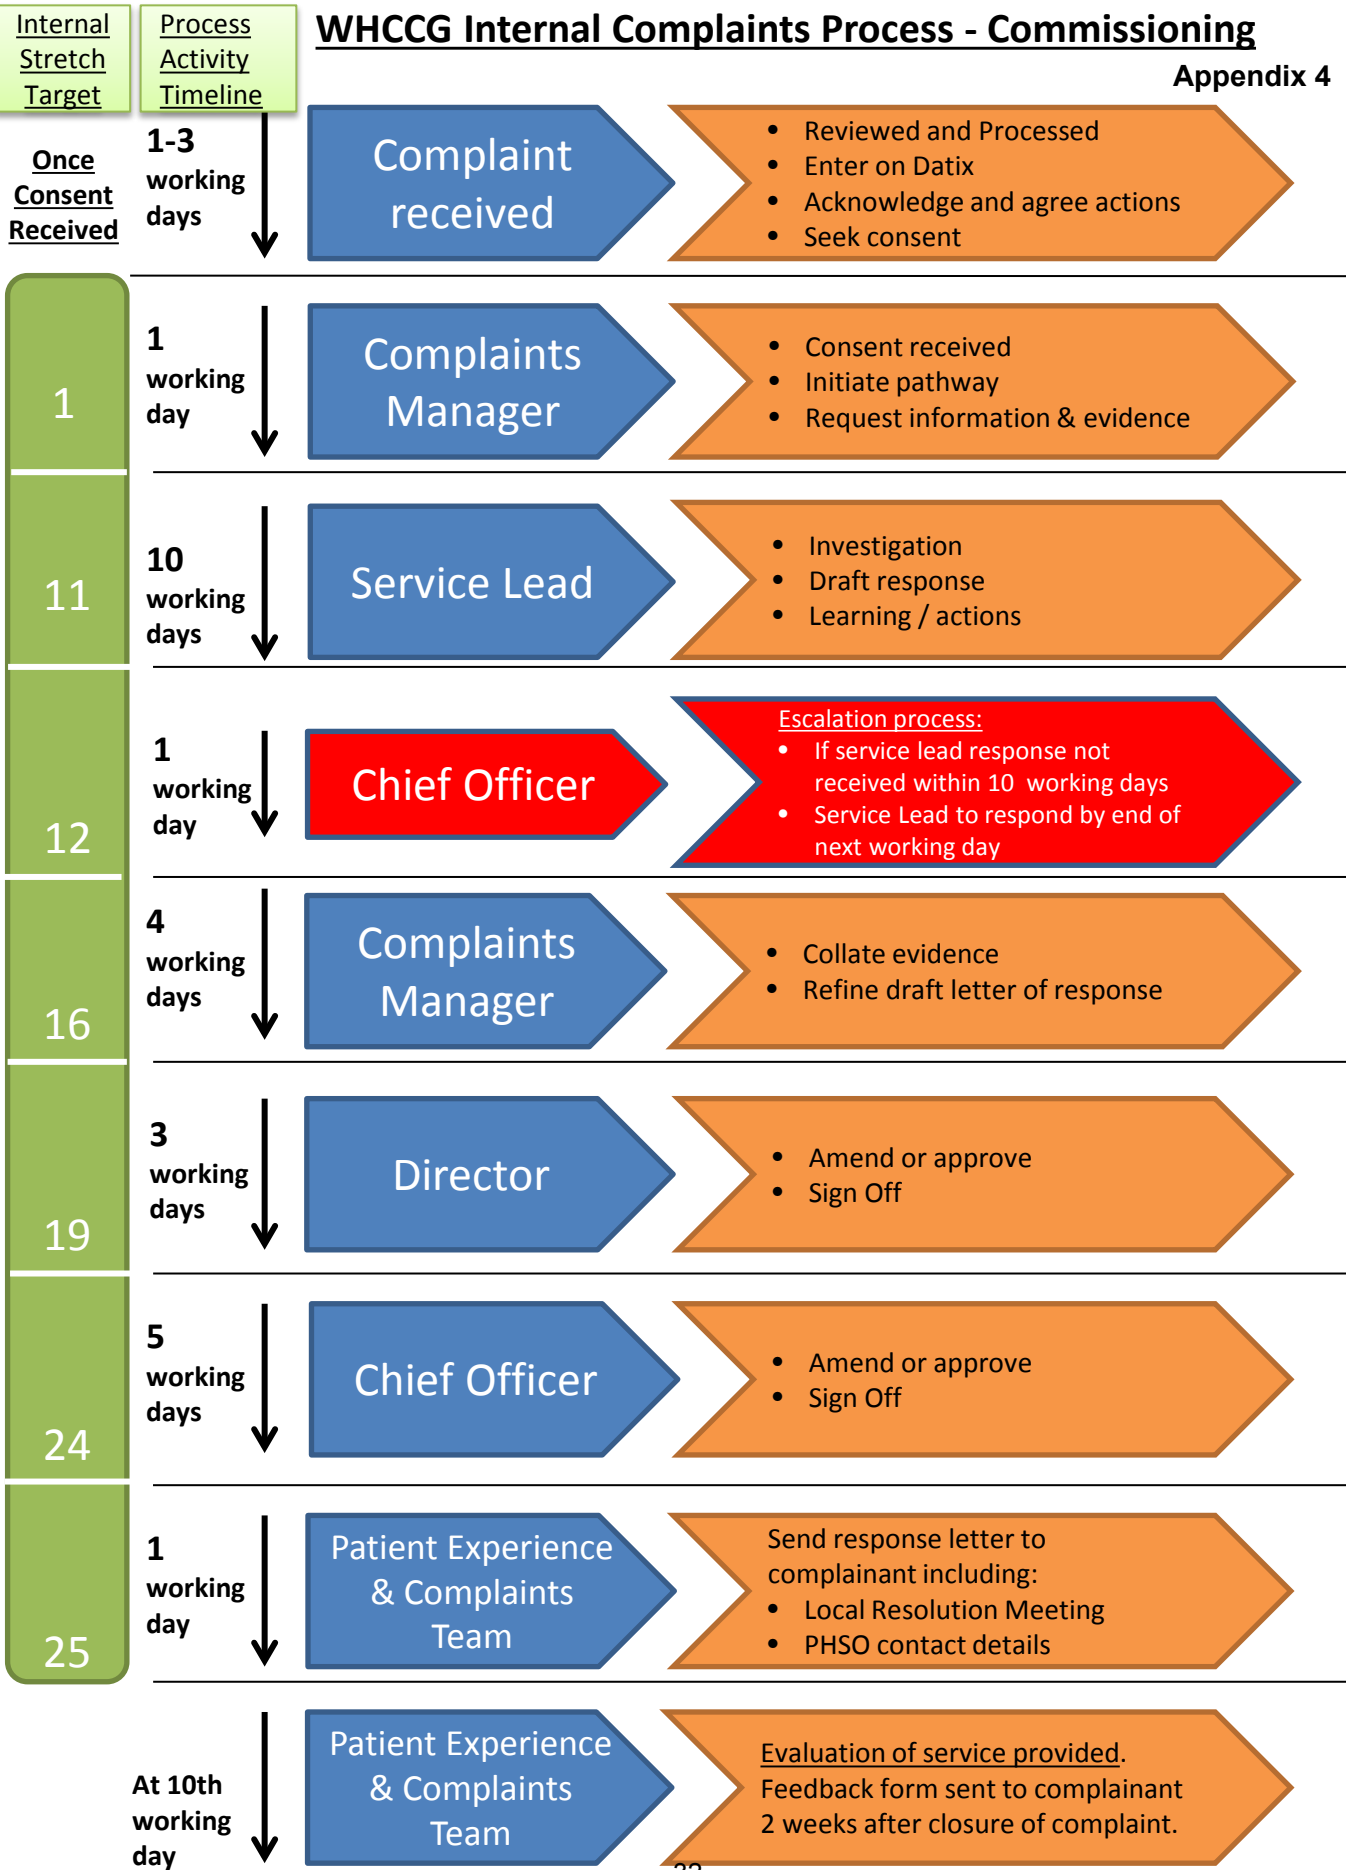 Internal
Stretch
Target
Process
Activity
Timeline
WHCCG Internal Complaints Process - Commissioning
Appendix 4
Once
Consent
Received
1-3
working
days
Complaint
received
• Reviewed and Processed
• Enter on Datix
• Acknowledge and agree actions
• Seek consent
1
1
working
day
Complaints
Manager
• Consent received
• Initiate pathway
• Request information & evidence
11
10
working
days
Service Lead
• Investigation
• Draft response
• Learning / actions
12
1
working
day
Chief Officer
Escalation process:
• If service lead response not
received within 10 working days
• Service Lead to respond by end of
next working day
16
4
working
days
Complaints
Manager
• Collate evidence
• Refine draft letter of response
19
3
working
days
Director
• Amend or approve
• Sign Off
24
5
working
days
Chief Officer
• Amend or approve
• Sign Off
25
1
working
day
Patient Experience
& Complaints
Team
Send response letter to
complainant including:
• Local Resolution Meeting
• PHSO contact details
At 10th
working
day
Patient Experience
& Complaints
Team
Evaluation of service provided.
Feedback form sent to complainant
2 weeks after closure of complaint.